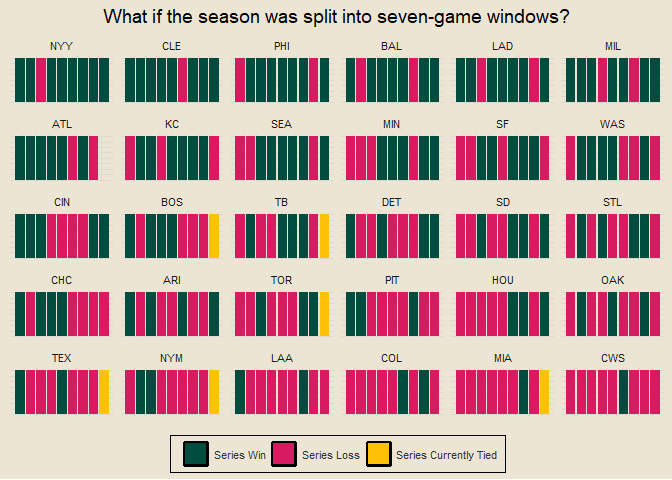 What if the season was split into seven-game windows?
NYY CLE PHI BAL LAD MIL
ATL KC SEA MIN SF WAS
CIN BOS TB DET SD STL
CHC ARI TOR PIT HOU OAK
TEX NYM LAA COL MIA CWS
Series Win Series Loss Series Currently Tied